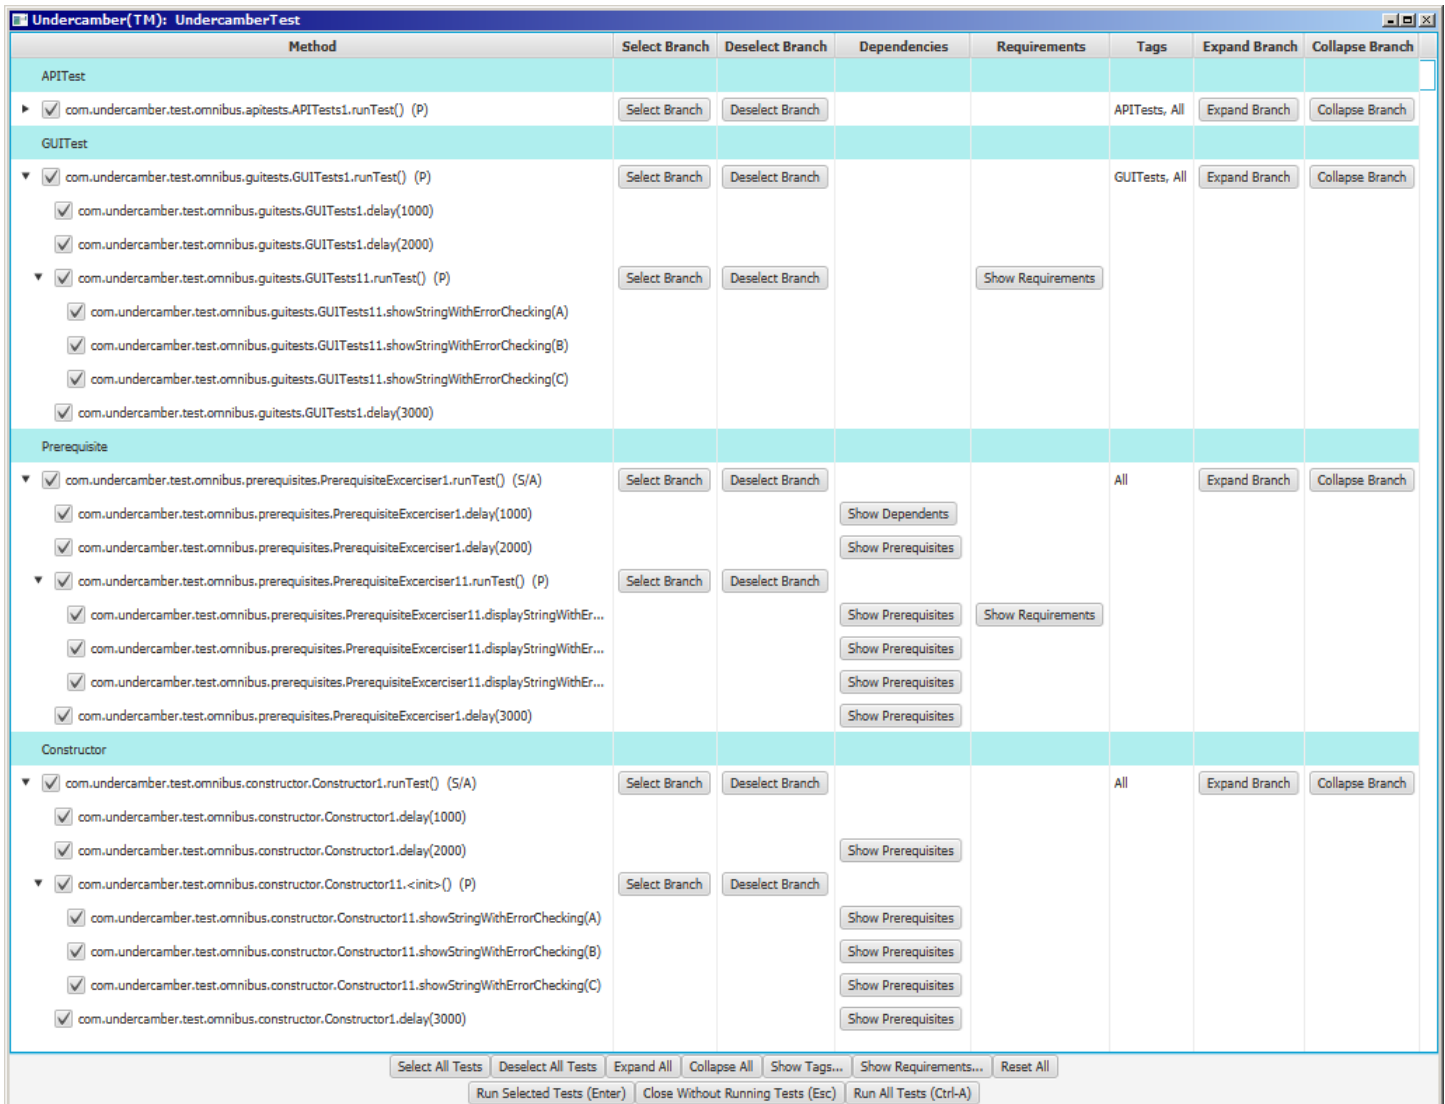 Undercamber(TM): UndercamberTest
Method Select Branch Deselect Branch Dependencies Requirements Tags Expand Branch Collapse Branch
APITest
com.undercamber.test.omnibus.apitests.APITests1.runTest() (P) Select Branch Deselect Branch APITests, All Expand Branch Collapse Branch
GUITest
com.undercamber.test.omnibus.guitests.GUITests1.runTest() (P) Select Branch Deselect Branch GUITests, All Expand Branch Collapse Branch
com.undercamber.test.omnibus.guitests.GUITests1.delay(1000)
com.undercamber.test.omnibus.guitests.GUITests1.delay(2000)
com.undercamber.test.omnibus.guitests.GUITests11.runTest() (P) Select Branch Deselect Branch Show Requirements
com.undercamber.test.omnibus.guitests.GUITests11.showStringWithErrorChecking(A)
com.undercamber.test.omnibus.guitests.GUITests11.showStringWithErrorChecking(B)
com.undercamber.test.omnibus.guitests.GUITests11.showStringWithErrorChecking(C)
com.undercamber.test.omnibus.guitests.GUITests1.delay(3000)
Prerequisite
com.undercamber.test.omnibus.prerequisites.PrerequisiteExcerciser1.runTest() (S/A) Select Branch Deselect Branch All Expand Branch Collapse Branch
com.undercamber.test.omnibus.prerequisites.PrerequisiteExcerciser1.delay(1000) Show Dependents
com.undercamber.test.omnibus.prerequisites.PrerequisiteExcerciser1.delay(2000) Show Prerequisites
com.undercamber.test.omnibus.prerequisites.PrerequisiteExcerciser11.runTest() (P) Select Branch Deselect Branch
com.undercamber.test.omnibus.prerequisites.PrerequisiteExcerciser11.displayStringWithEr... Show Prerequisites Show Requirements
com.undercamber.test.omnibus.prerequisites.PrerequisiteExcerciser11.displayStringWithEr... Show Prerequisites
com.undercamber.test.omnibus.prerequisites.PrerequisiteExcerciser11.displayStringWithEr... Show Prerequisites
com.undercamber.test.omnibus.prerequisites.PrerequisiteExcerciser1.delay(3000) Show Prerequisites
Constructor
com.undercamber.test.omnibus.constructor.Constructor1.runTest() (S/A) Select Branch Deselect Branch All Expand Branch Collapse Branch
com.undercamber.test.omnibus.constructor.Constructor1.delay(1000)
com.undercamber.test.omnibus.constructor.Constructor1.delay(2000) Show Prerequisites
com.undercamber.test.omnibus.constructor.Constructor11.<init>() (P) Select Branch Deselect Branch
com.undercamber.test.omnibus.constructor.Constructor11.showStringWithErrorChecking(A) Show Prerequisites
com.undercamber.test.omnibus.constructor.Constructor11.showStringWithErrorChecking(B) Show Prerequisites
com.undercamber.test.omnibus.constructor.Constructor11.showStringWithErrorChecking(C) Show Prerequisites
com.undercamber.test.omnibus.constructor.Constructor1.delay(3000) Show Prerequisites
Select All Tests Deselect All Tests Expand All Collapse All Show Tags... Show Requirements... Reset All
Run Selected Tests (Enter) Close Without Running Tests (Esc) Run All Tests (Ctrl-A)